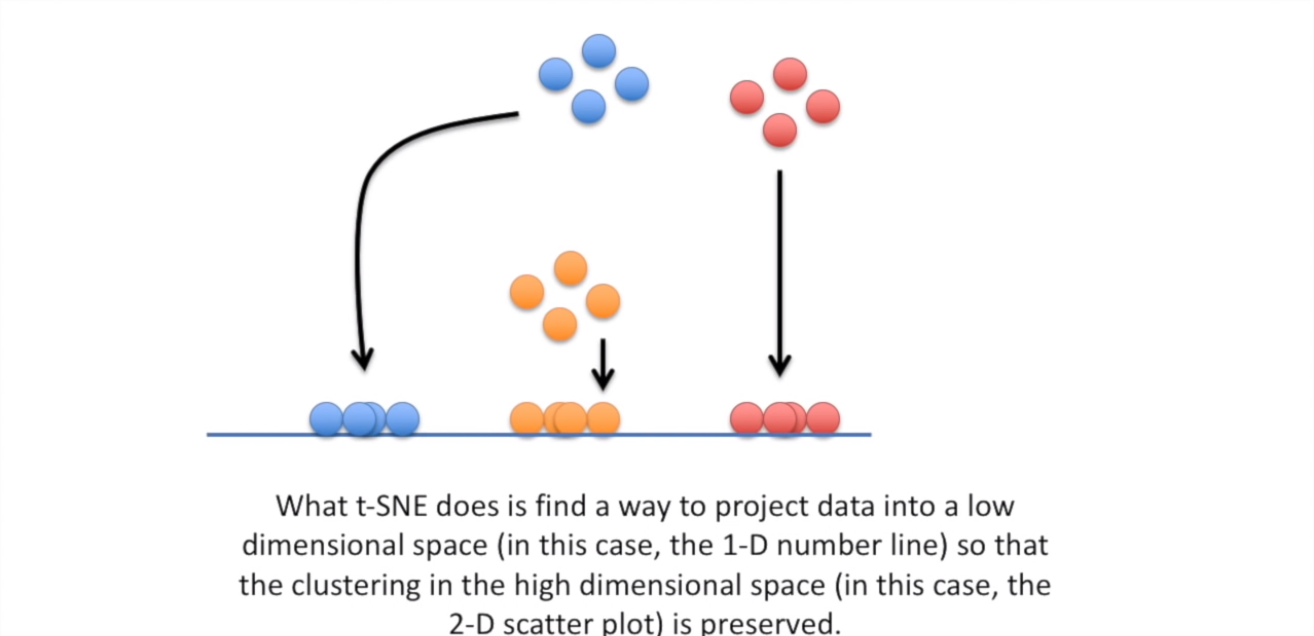 What t-SNE does is find a way to project data into a low
dimensional space (in this case, the 1-D number line) so that
the clustering in the high dimensional space (in this case, the
2-D scatter plot) is preserved.